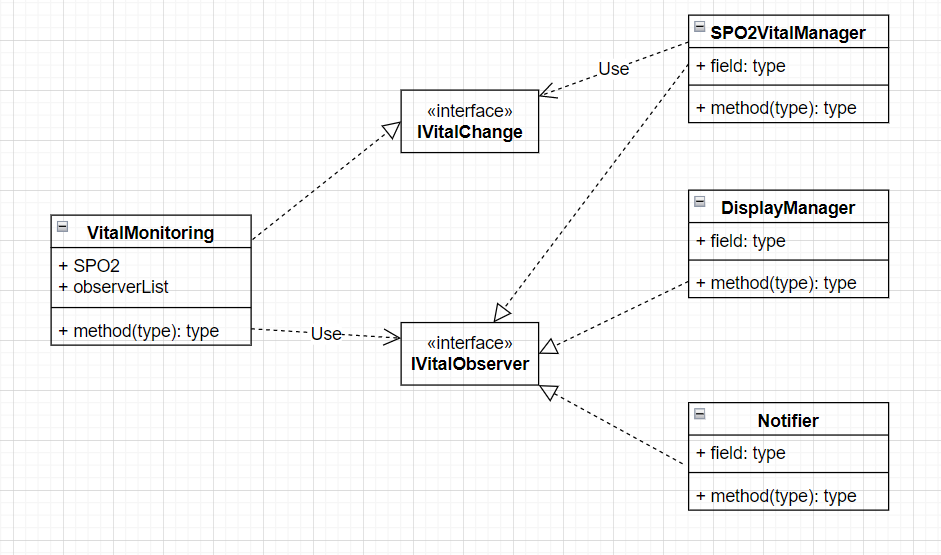 SPO2VitalManager
+ field: type
+ method(type): type
Use
«interface»
IVitalChange
DisplayManager
+ field: type
+ method(type): type
VitalMonitoring
+ SPO2
+ observerList
+ method(type): type
Use
«interface»
IVitalObserver
Notifier
+ field: type
+ method(type): type